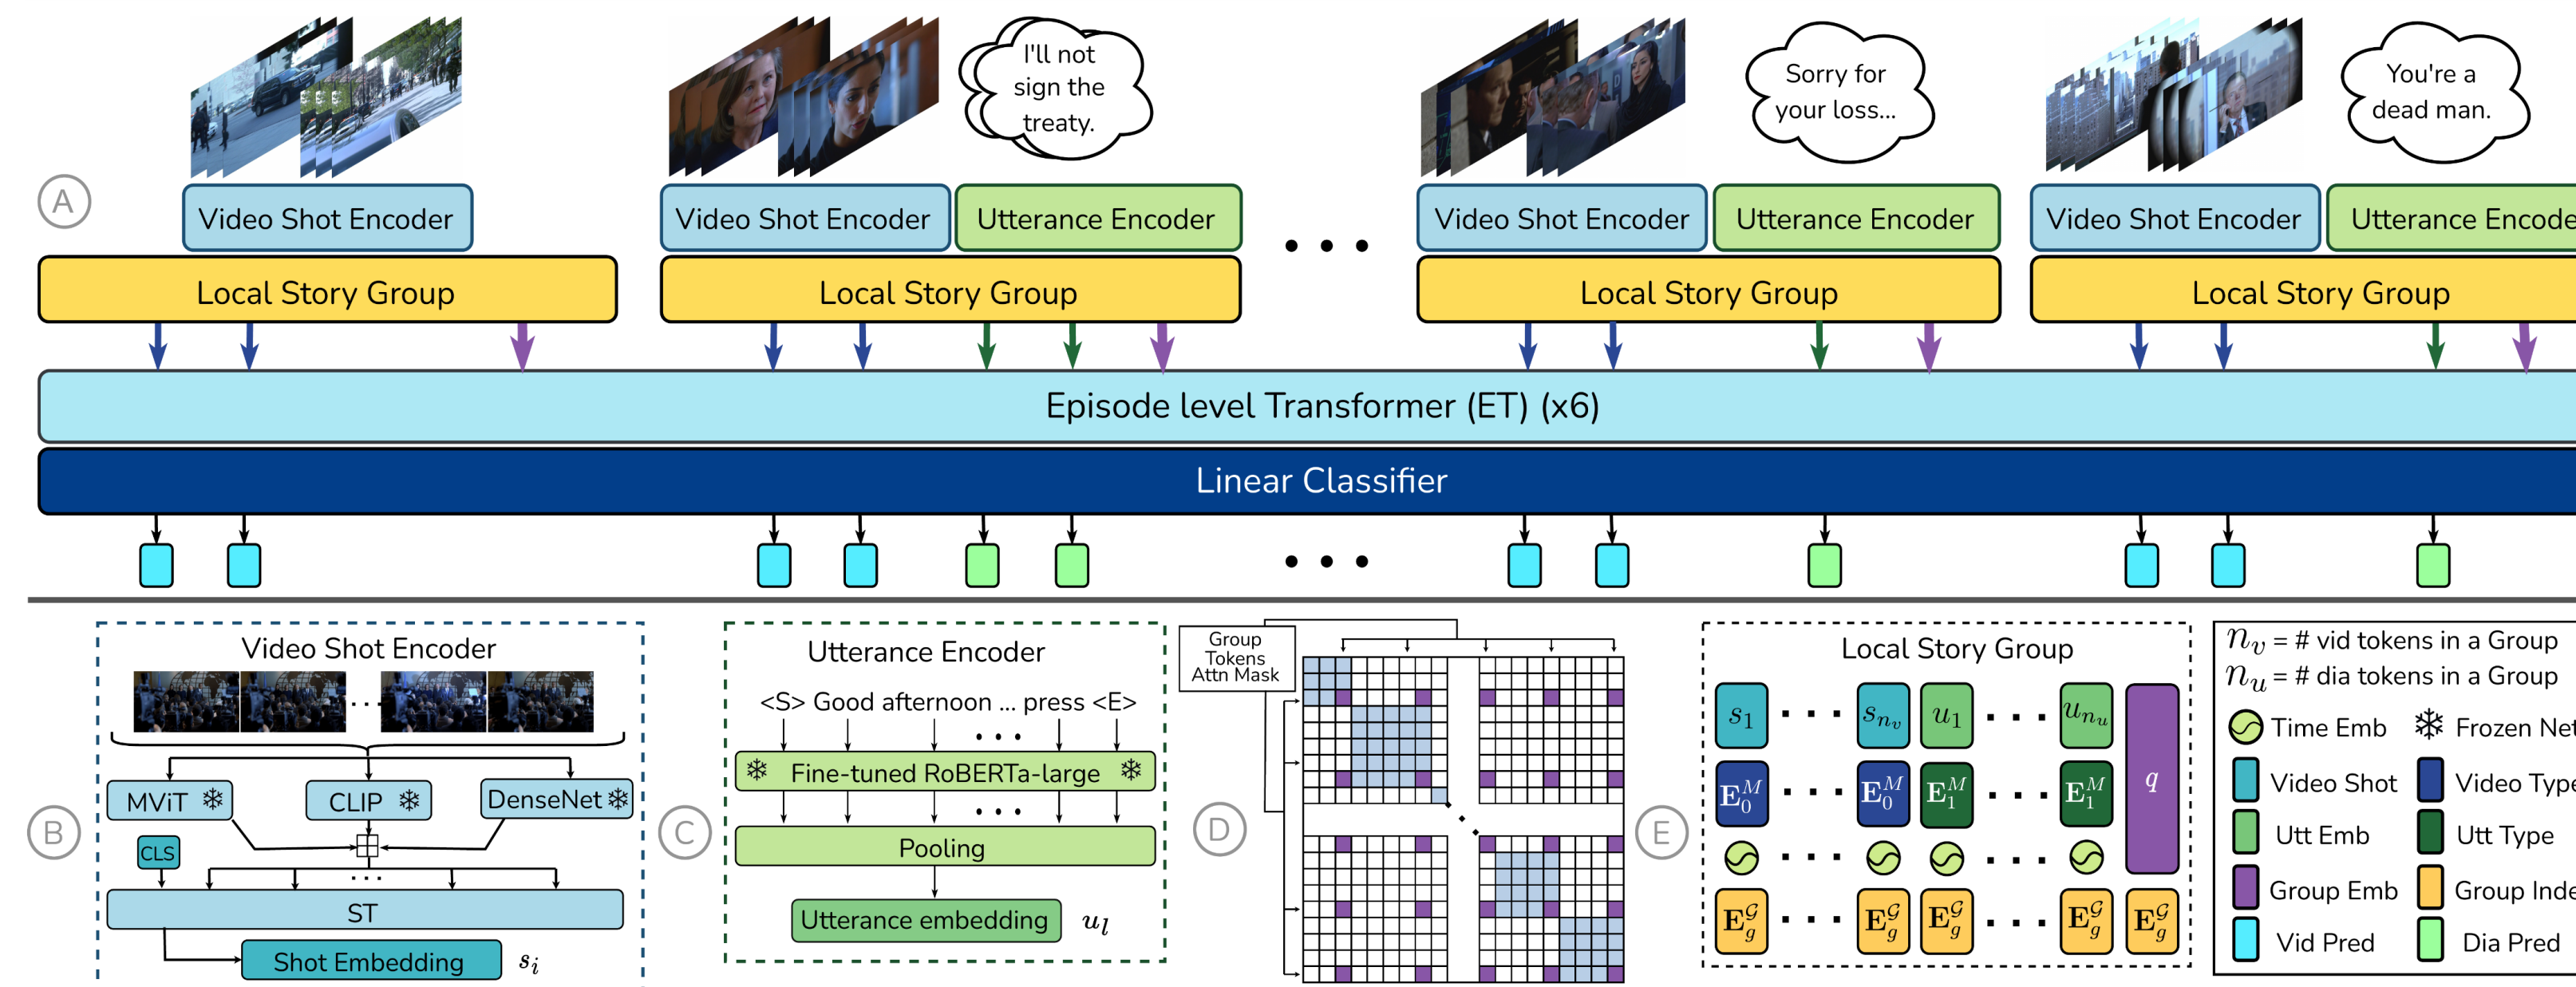 I'll not
sign the
treaty.
Sorry for
your loss...
You're a
dead man.
A
Video Shot Encoder
Video Shot Encoder
Utterance Encoder
Video Shot Encoder
Utterance Encoder
Video Shot Encoder
Utterance Encode
Local Story Group
Local Story Group
Local Story Group
Local Story Group
Episode level Transformer (ET) (x6)
Linear Classifier
B
Video Shot Encoder
MViT
CLIP
DenseNet
CLS
ST
Shot Embedding s_i
C
Utterance Encoder
<S> Good afternoon ... press <E>
Fine-tuned RoBERTa-large
Pooling
Utterance embedding u_l
D
Group
Tokens
Attn Mask
E
Local Story Group
s_1 ... s_{n_v} u_1 ... u_{n_u} q
E_0^M ... E_0^M E_1^M ... E_1^M
E_g^G ... E_g^G E_g^G ... E_g^G E_g^G
n_v = # vid tokens in a Group
n_u = # dia tokens in a Group
Time Emb Frozen Net
Video Shot Video Type
Utt Emb Utt Type
Group Emb Group Inde
Vid Pred Dia Pred